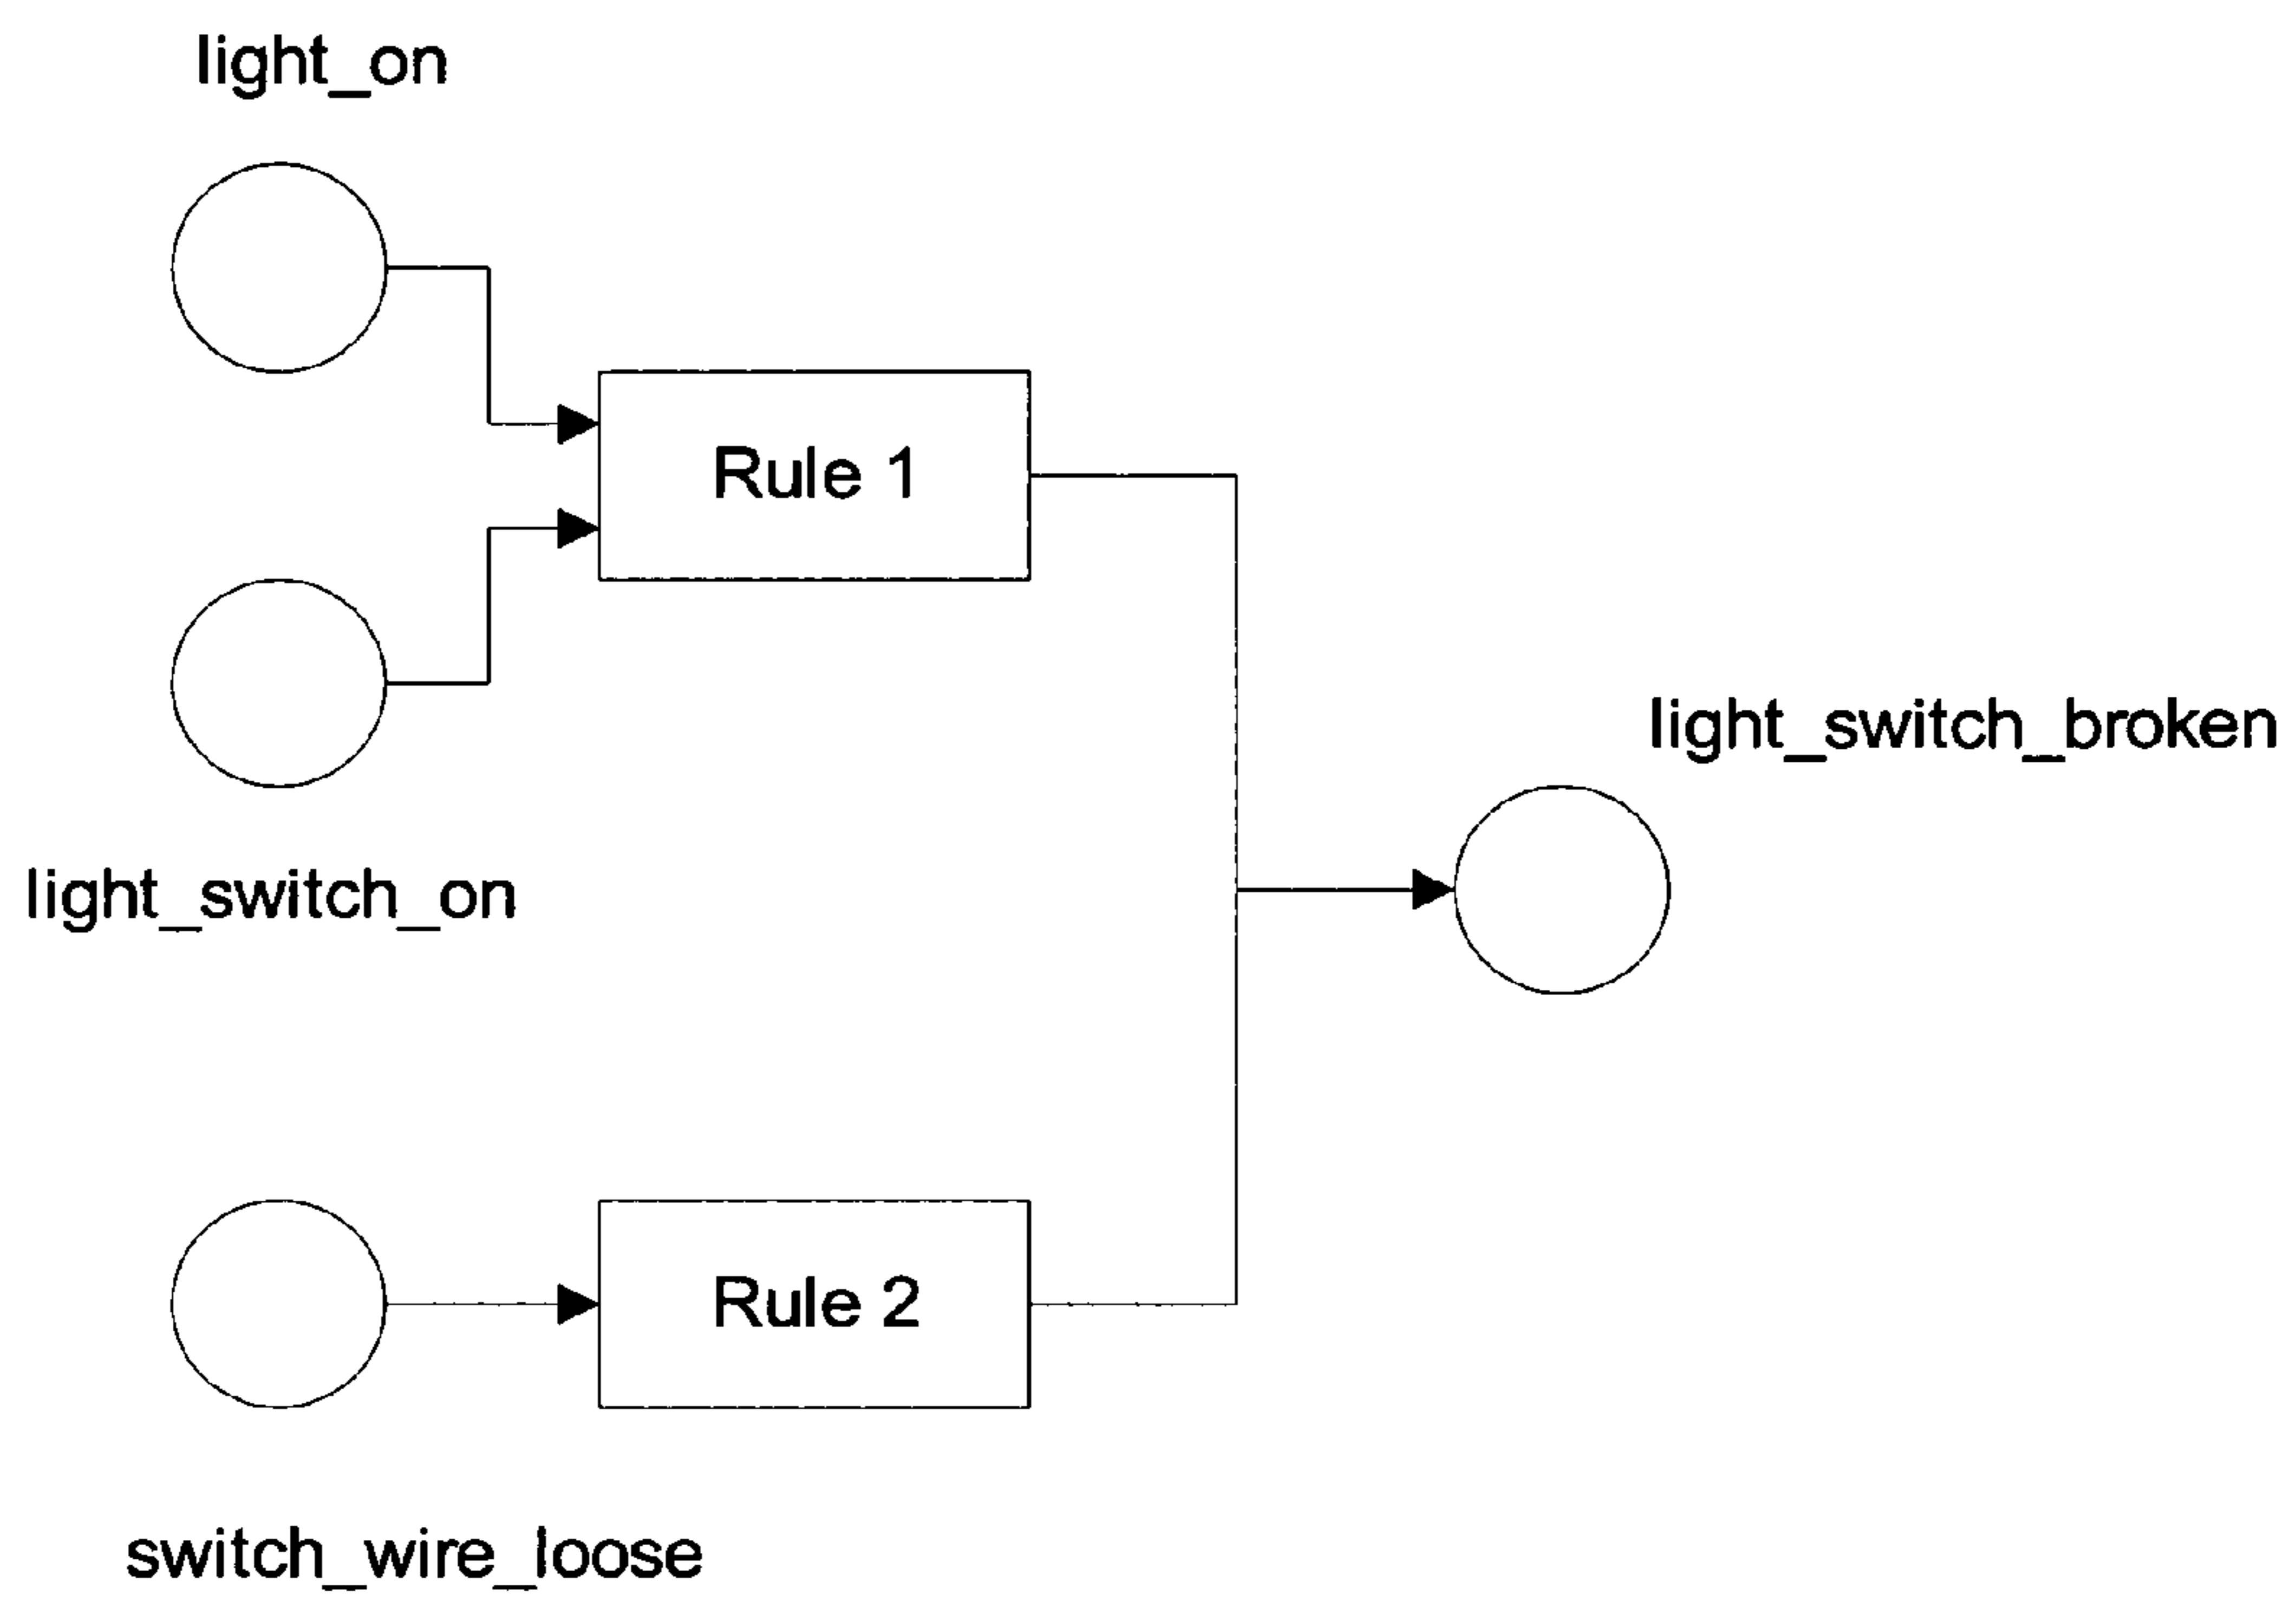 light_on
Rule 1
light_switch_broken
light_switch_on
Rule 2
switch_wire_loose